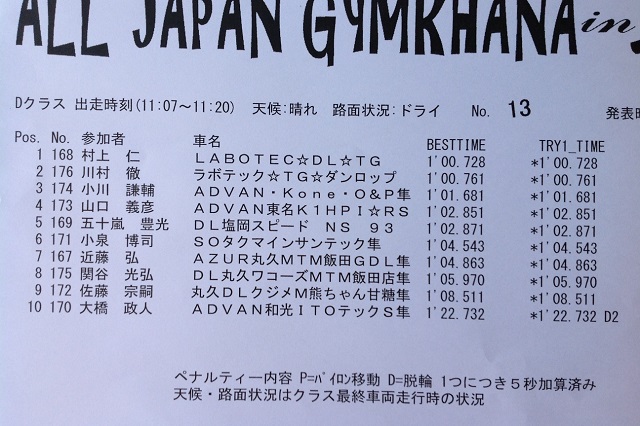 ALL JAPAN GYMKHANA in
Dクラス 出走時刻(11:07～11:20) 天候:晴れ 路面状況:ドライ No. 13 発表時
Pos. No. 参加者 車名 BESTTIME TRY1_TIME
1 168 村上 仁 ＬＡＢＯＴＥＣ☆ＤＬ☆ＴＧ 1'00.728 *1'00.728
2 176 川村 徹 ラボテック☆ＴＧ☆ダンロップ 1'00.761 *1'00.761
3 174 小川 謙輔 ＡＤＶＡＮ・Ｋｏｎｅ・Ｏ＆Ｐ隼 1'01.681 *1'01.681
4 173 山口 義彦 ＡＤＶＡＮ東名Ｋ１ＨＰＩ☆ＲＳ 1'02.851 *1'02.851
5 169 五十嵐 豊光 ＤＬ塩岡スピード ＮＳ ９３ 1'02.871 *1'02.871
6 171 小泉 博司 ＳＯタクマインサンテック隼 1'04.543 *1'04.543
7 167 近藤 弘 ＡＺＵＲ丸久ＭＴＭ飯田ＧＤＬ隼 1'04.863 *1'04.863
8 175 関谷 光弘 ＤＬ丸久ワコーズＭＴＭ飯田店隼 1'05.970 *1'05.970
9 172 佐藤 宗嗣 丸久ＤＬクジメＭ熊ちゃん甘糖隼 1'08.511 *1'08.511
10 170 大橋 政人 ＡＤＶＡＮ和光ＩＴＯテックＳ隼 1'22.732 *1'22.732 D2
ペナルティー内容 P=ﾊﾟｲﾛﾝ移動 D=脱輪 1つにつき５秒加算済み
天候・路面状況はクラス最終車両走行時の状況